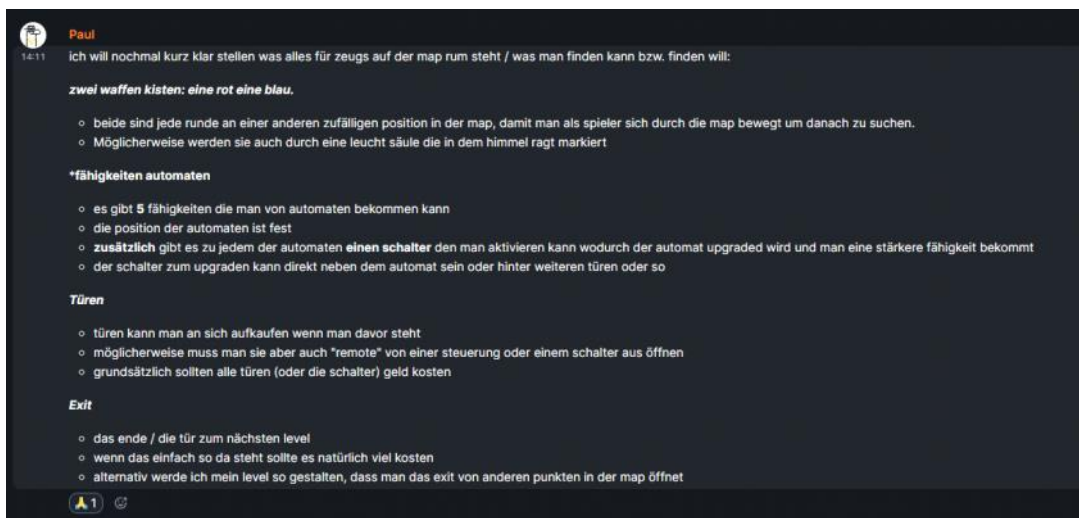 Paul
14:11
ich will nochmal kurz klar stellen was alles für zeugs auf der map rum steht / was man finden kann bzw. finden will:
zwei waffen kisten: eine rot eine blau.
beide sind jede runde an einer anderen zufälligen position in der map, damit man als spieler sich durch die map bewegt um danach zu suchen.
Möglicherweise werden sie auch durch eine leucht säule die in dem himmel ragt markiert
*fähigkeiten automaten
es gibt 5 fähigkeiten die man von automaten bekommen kann
die position der automaten ist fest
zusätzlich gibt es zu jedem der automaten einen schalter den man aktivieren kann wodurch der automat upgraded wird und man eine stärkere fähigkeit bekommt
der schalter zum upgraden kann direkt neben dem automat sein oder hinter weiteren türen oder so
Türen
türen kann man an sich aufkaufen wenn man davor steht
möglicherweise muss man sie aber auch "remote" von einer steuerung oder einem schalter aus öffnen
grundsätzlich sollten alle türen (oder die schalter) geld kosten
Exit
das ende / die tür zum nächsten level
wenn das einfach so da steht sollte es natürlich viel kosten
alternativ werde ich mein level so gestalten, dass man das exit von anderen punkten in der map öffnet
1